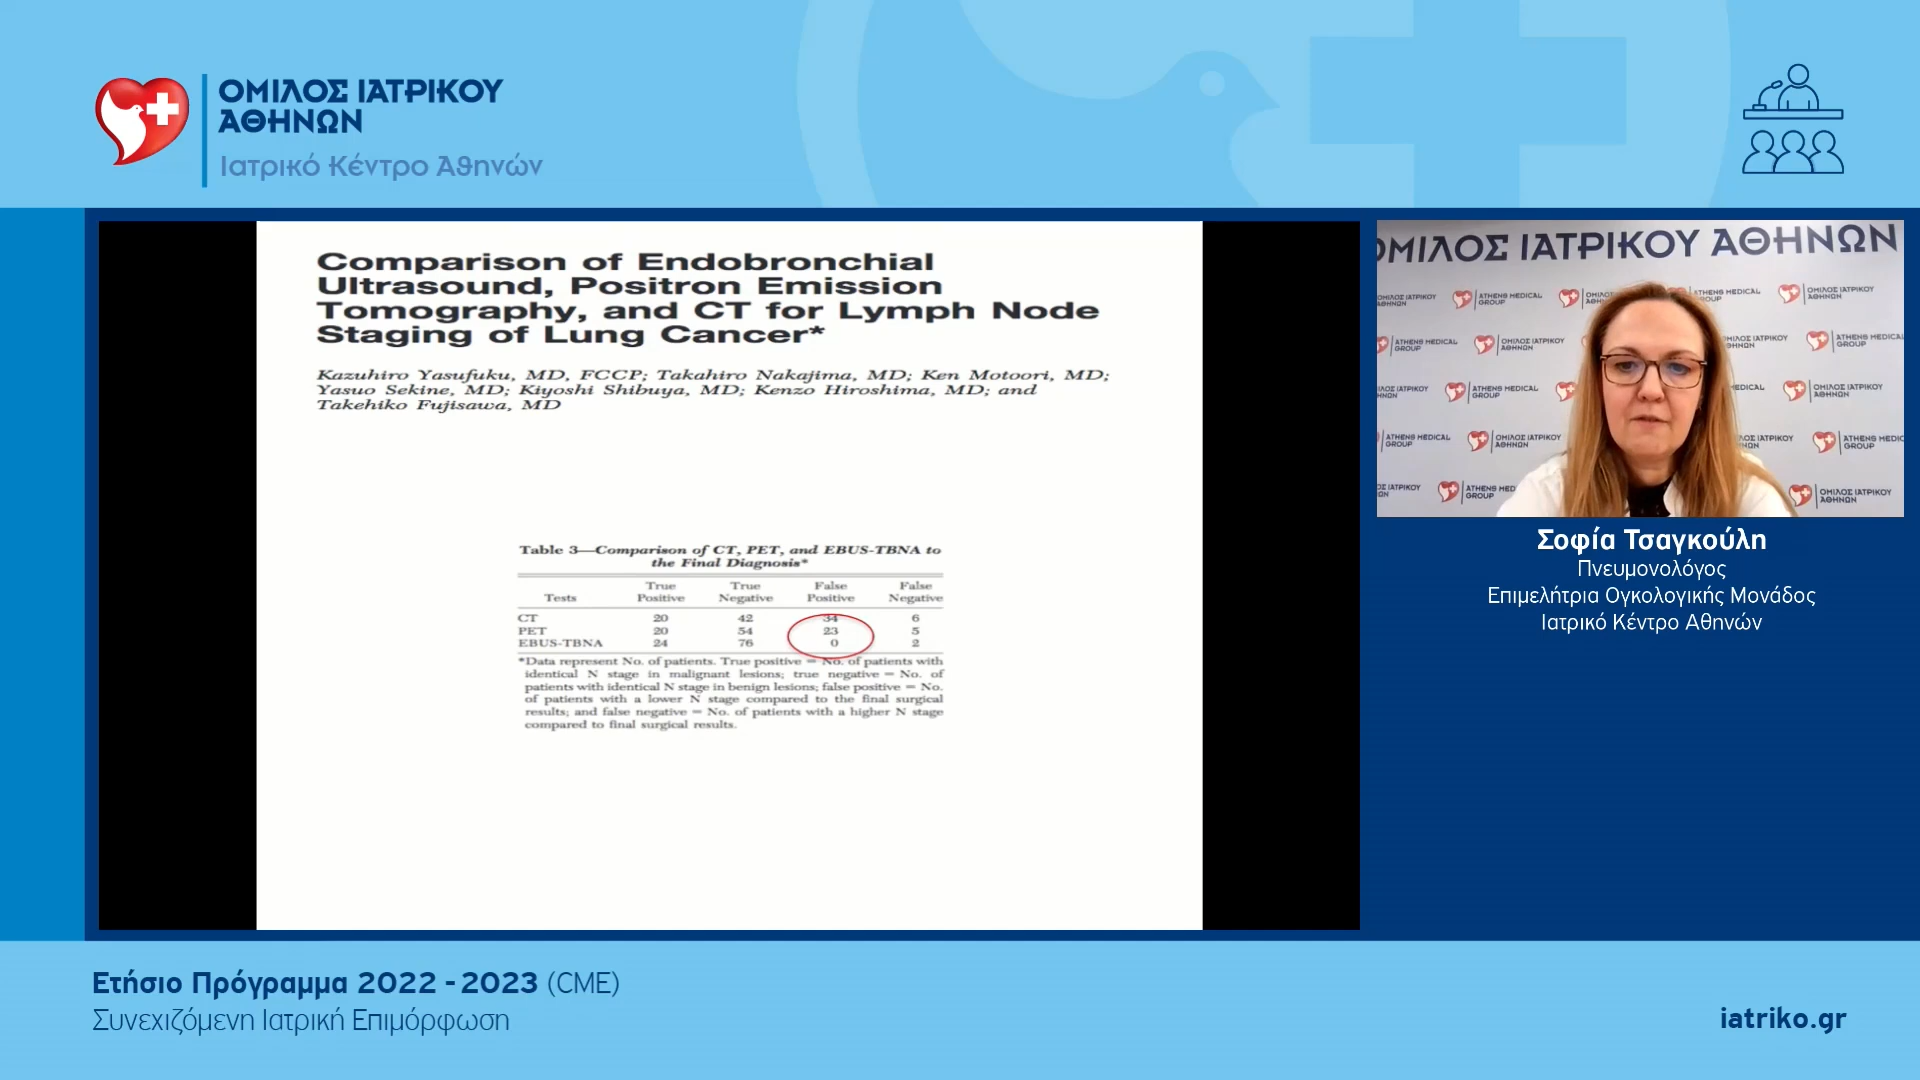 ΟΜΙΛΟΣ ΙΑΤΡΙΚΟΥ
ΑΘΗΝΩΝ
Ιατρικό Κέντρο Αθηνών
Comparison of Endobronchial
Ultrasound, Positron Emission
Tomography, and CT for Lymph Node
Staging of Lung Cancer*
Kazuhiro Yasufuku, MD, FCCP; Takahiro Nakajima, MD; Ken Motoori, MD;
Yasuo Sekine, MD; Kiyoshi Shibuya, MD; Kenzo Hiroshima, MD; and
Takehiko Fujisawa, MD
Table 3—Comparison of CT, PET, and EBUS-TBNA to
the Final Diagnosis*
Tests True Positive True Negative False Positive False Negative
CT 20 42 34 6
PET 20 54 23 5
EBUS-TBNA 24 76 0 2
*Data represent No. of patients. True positive = No. of patients with
identical N stage in malignant lesions; true negative = No. of
patients with identical N stage in benign lesions; false positive = No.
of patients with a lower N stage compared to the final surgical
results; and false negative = No. of patients with a higher N stage
compared to final surgical results.
ΟΜΙΛΟΣ ΙΑΤΡΙΚΟΥ ΑΘΗΝΩΝ
ATHENS MEDICAL
GROUP
ΟΜΙΛΟΣ ΙΑΤΡΙΚΟΥ
ΑΘΗΝΩΝ
Σοφία Τσαγκούλη
Πνευμονολόγος
Επιμελήτρια Ογκολογικής Μονάδος
Ιατρικό Κέντρο Αθηνών
Ετήσιο Πρόγραμμα 2022 - 2023 (CME)
Συνεχιζόμενη Ιατρική Επιμόρφωση
iatriko.gr